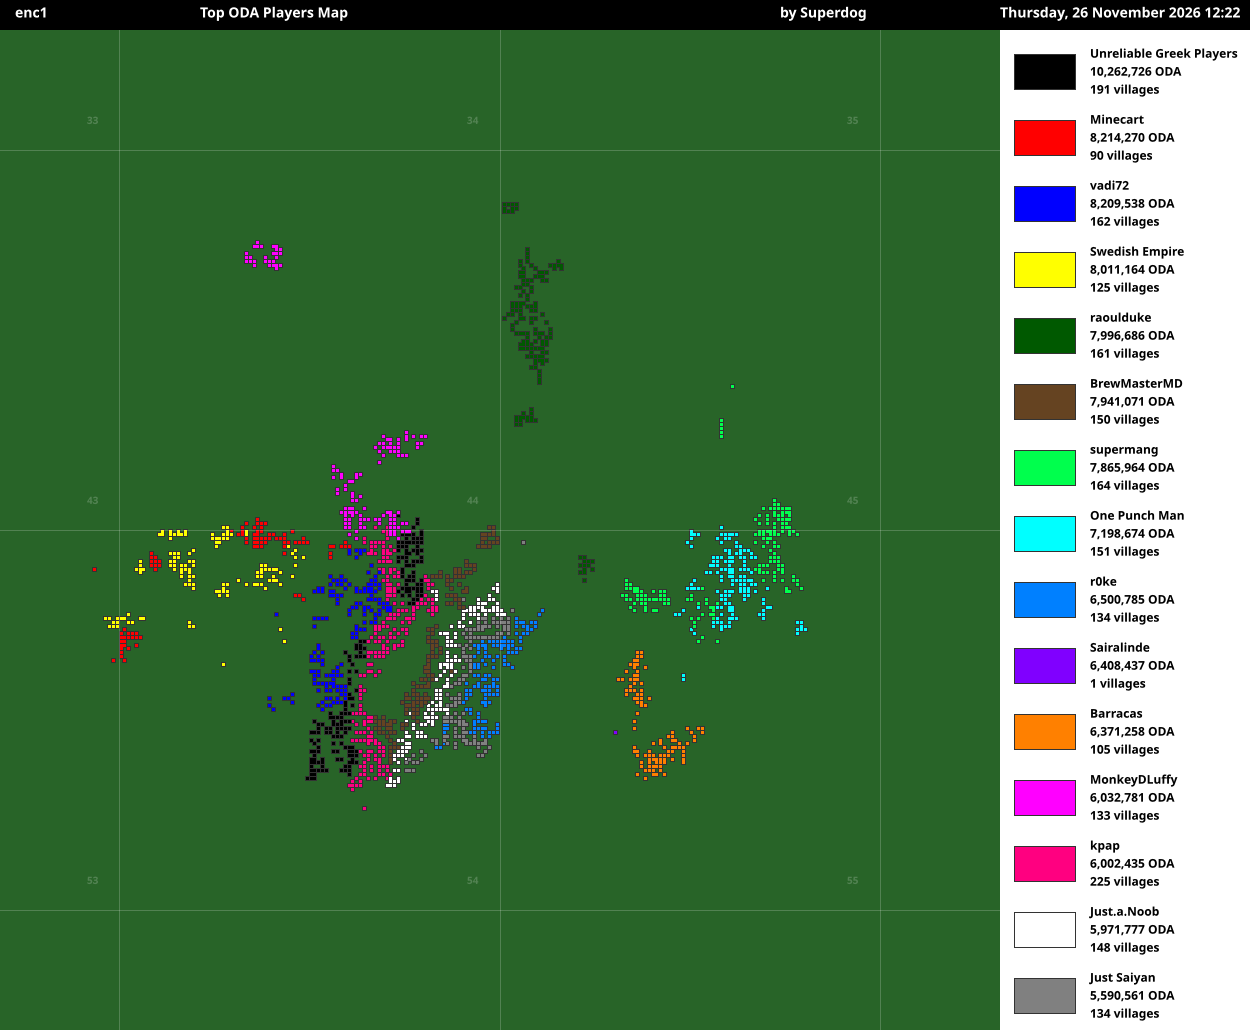 enc1 Top ODA Players Map by Superdog Thursday, 26 November 2026 12:22
33 34 35
43 44 45
53 54 55
Unreliable Greek Players
10,262,726 ODA
191 villages
Minecart
8,214,270 ODA
90 villages
vadi72
8,209,538 ODA
162 villages
Swedish Empire
8,011,164 ODA
125 villages
raoulduke
7,996,686 ODA
161 villages
BrewMasterMD
7,941,071 ODA
150 villages
supermang
7,865,964 ODA
164 villages
One Punch Man
7,198,674 ODA
151 villages
r0ke
6,500,785 ODA
134 villages
Sairalinde
6,408,437 ODA
1 villages
Barracas
6,371,258 ODA
105 villages
MonkeyDLuffy
6,032,781 ODA
133 villages
kpap
6,002,435 ODA
225 villages
Just.a.Noob
5,971,777 ODA
148 villages
Just Saiyan
5,590,561 ODA
134 villages